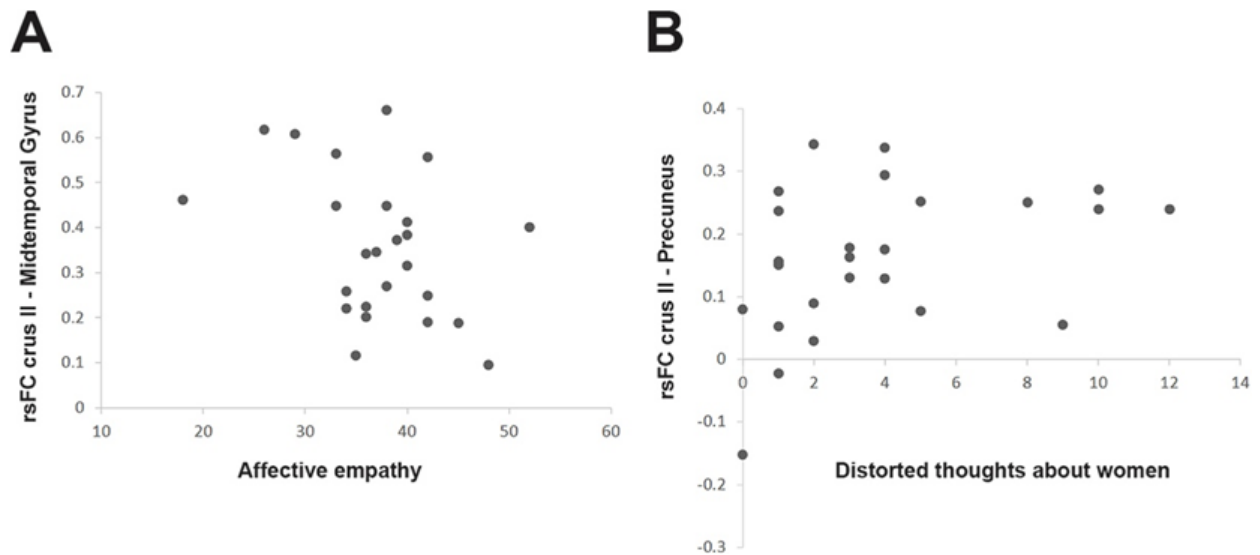 A
rsFC crus II - Midtemporal Gyrus
0.7
0.6
0.5
0.4
0.3
0.2
0.1
0
10 20 30 40 50 60
Affective empathy
B
rsFC crus II - Precuneus
0.4
0.3
0.2
0.1
0
-0.1
-0.2
-0.3
0 2 4 6 8 10 12 14
Distorted thoughts about women